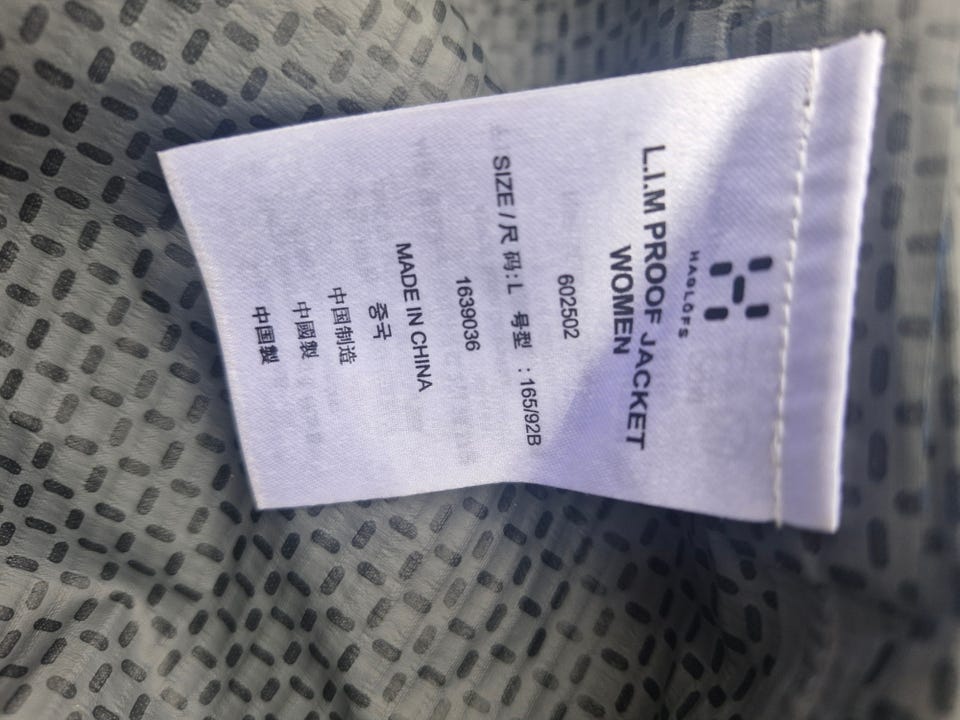 HAGLÖFS
L.I.M PROOF JACKET
WOMEN
602502
SIZE / 尺 码: L 号型 : 165/92B
1639036
MADE IN CHINA
중국
中国制造
中國製
中国製